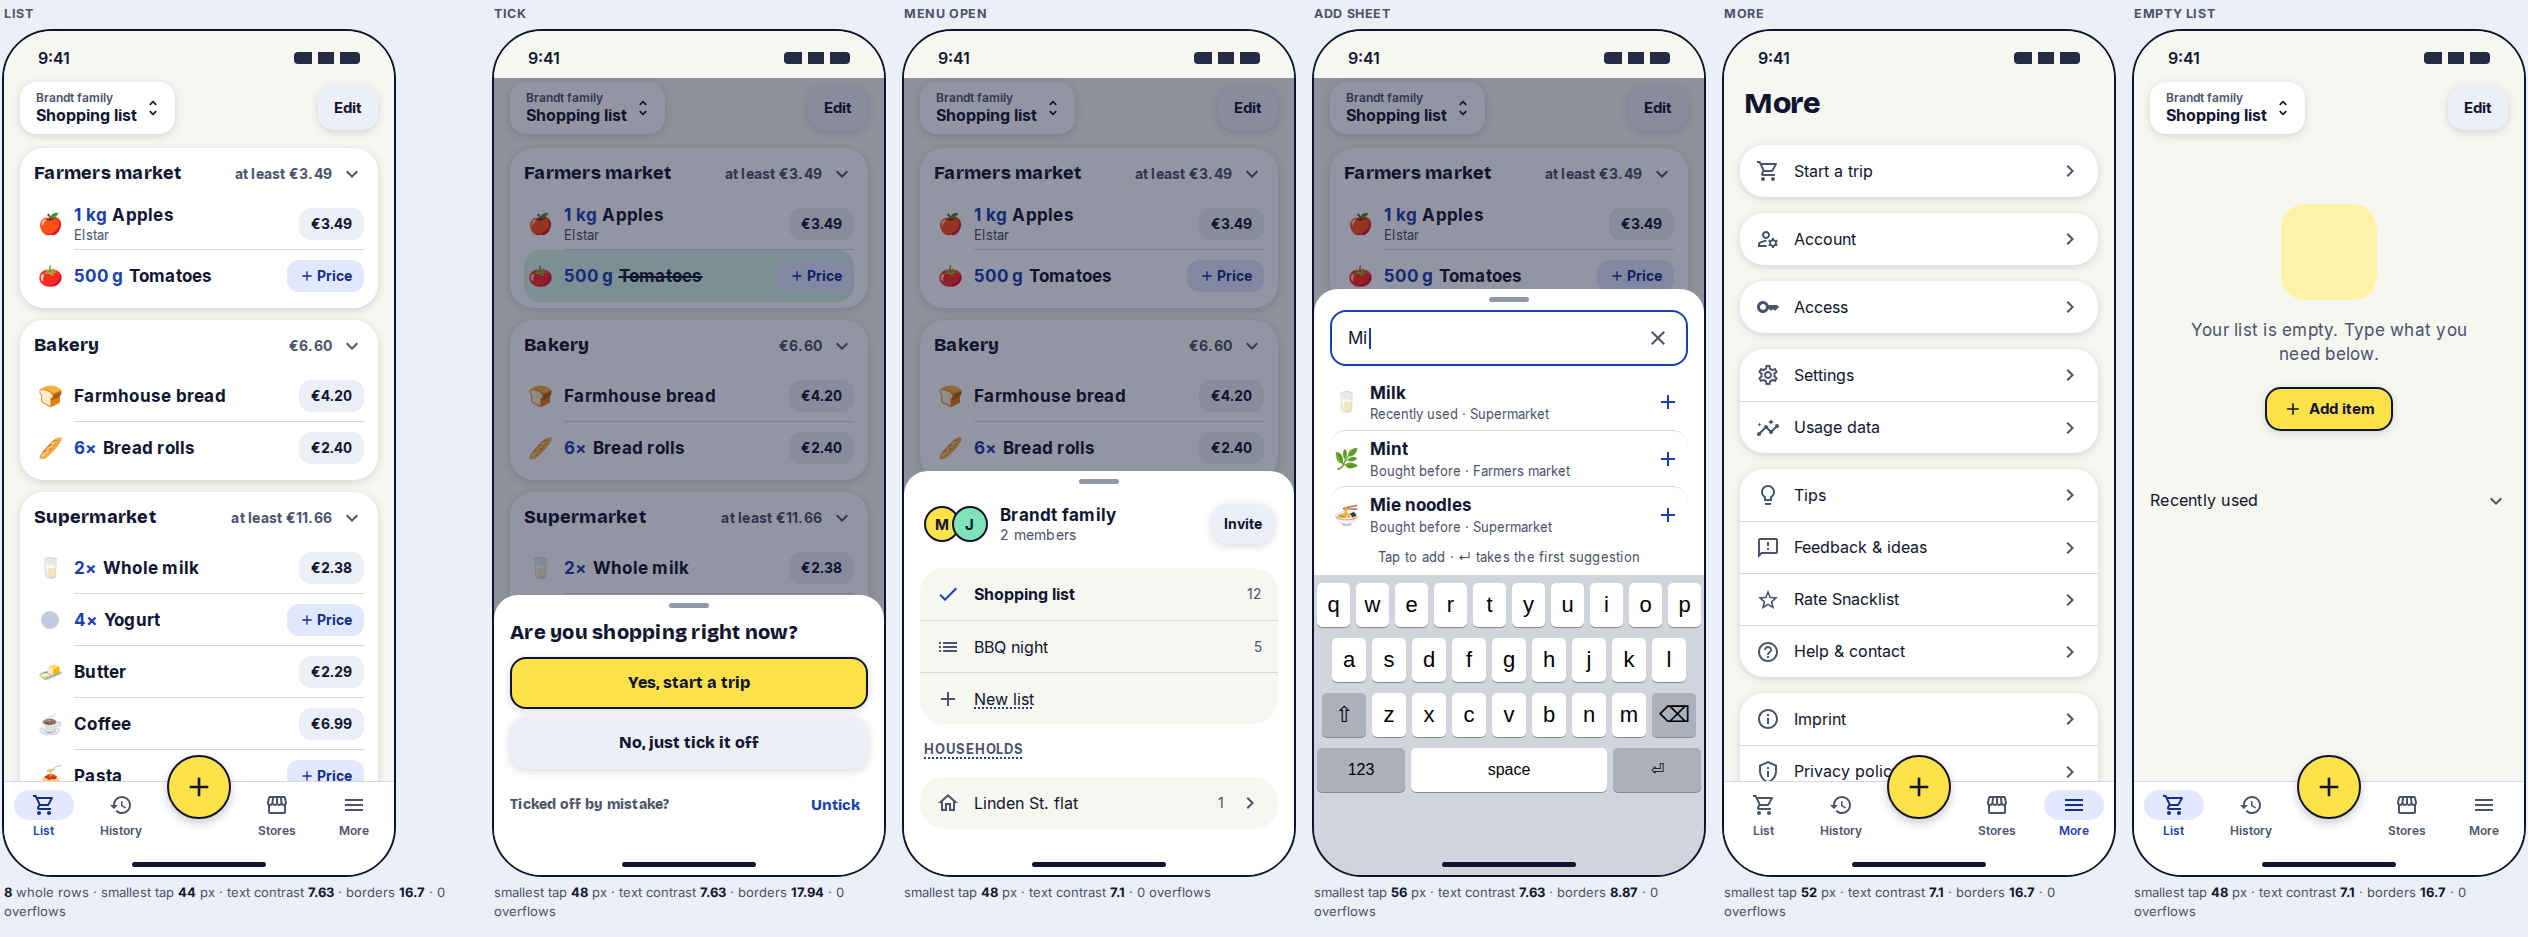 LIST
9:41
Brandt family
Shopping list
Edit
Farmers market at least €3.49
1 kg Apples €3.49
Elstar
500 g Tomatoes + Price
Bakery €6.60
Farmhouse bread €4.20
6× Bread rolls €2.40
Supermarket at least €11.66
2× Whole milk €2.38
4× Yogurt + Price
Butter €2.29
Coffee €6.99
Pasta + Price
+
List History Stores More
8 whole rows · smallest tap 44 px · text contrast 7.63 · borders 16.7 · 0
overflows
TICK
9:41
Brandt family
Shopping list
Edit
Farmers market at least €3.49
1 kg Apples €3.49
Elstar
500 g Tomatoes + Price
Bakery €6.60
Farmhouse bread €4.20
6× Bread rolls €2.40
Supermarket at least €11.66
2× Whole milk €2.38
Are you shopping right now?
Yes, start a trip
No, just tick it off
Ticked off by mistake? Untick
smallest tap 48 px · text contrast 7.63 · borders 17.94 · 0
overflows
MENU OPEN
9:41
Brandt family
Shopping list
Edit
Farmers market at least €3.49
1 kg Apples €3.49
Elstar
500 g Tomatoes + Price
Bakery €6.60
Farmhouse bread €4.20
6× Bread rolls €2.40
M J
Brandt family
2 members
Invite
Shopping list 12
BBQ night 5
New list
HOUSEHOLDS
Linden St. flat 1
smallest tap 48 px · text contrast 7.1 · 0 overflows
ADD SHEET
9:41
Brandt family
Shopping list
Edit
Farmers market at least €3.49
1 kg Apples €3.49
Elstar
500 g Tomatoes + Price
Mi
Milk
Recently used · Supermarket
Mint
Bought before · Farmers market
Mie noodles
Bought before · Supermarket
Tap to add · ↵ takes the first suggestion
q w e r t y u i o p
a s d f g h j k l
⇧ z x c v b n m ⌫
123 space ⏎
smallest tap 56 px · text contrast 7.63 · borders 8.87 · 0
overflows
MORE
9:41
More
Start a trip
Account
Access
Settings
Usage data
Tips
Feedback & ideas
Rate Snacklist
Help & contact
Imprint
Privacy polic
+
List History Stores More
smallest tap 52 px · text contrast 7.1 · borders 16.7 · 0
overflows
EMPTY LIST
9:41
Brandt family
Shopping list
Edit
Your list is empty. Type what you
need below.
+ Add item
Recently used
+
List History Stores More
smallest tap 48 px · text contrast 7.1 · borders 16.7 · 0
overflows